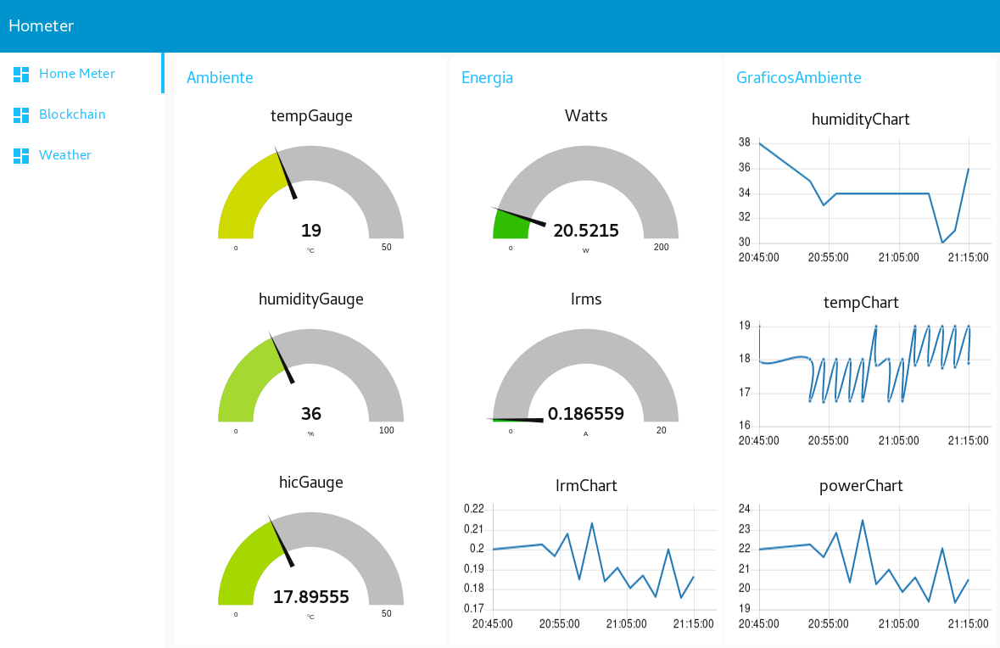 Hometer
Home Meter
Blockchain
Weather
Ambiente
tempGauge
19
0
°C
50
humidityGauge
36
0
%
100
hicGauge
17.89555
0
°C
50
Energia
Watts
20.5215
0
W
200
Irms
0.186559
0
A
20
IrmChart
0.22
0.21
0.2
0.19
0.18
0.17
20:45:00 20:55:00 21:05:00 21:15:00
GraficosAmbiente
humidityChart
38
36
34
32
30
20:45:00 20:55:00 21:05:00 21:15:00
tempChart
19
18
17
16
20:45:00 20:55:00 21:05:00 21:15:00
powerChart
24
23
22
21
20
19
20:45:00 20:55:00 21:05:00 21:15:00